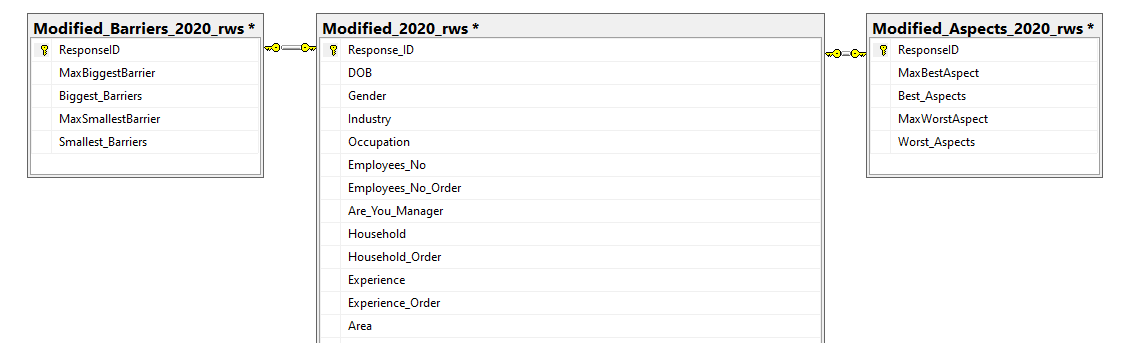 Modified_Barriers_2020_rws *
ResponseID
MaxBiggestBarrier
Biggest_Barriers
MaxSmallestBarrier
Smallest_Barriers
Modified_2020_rws *
Response_ID
DOB
Gender
Industry
Occupation
Employees_No
Employees_No_Order
Are_You_Manager
Household
Household_Order
Experience
Experience_Order
Area
Modified_Aspects_2020_rws *
ResponseID
MaxBestAspect
Best_Aspects
MaxWorstAspect
Worst_Aspects